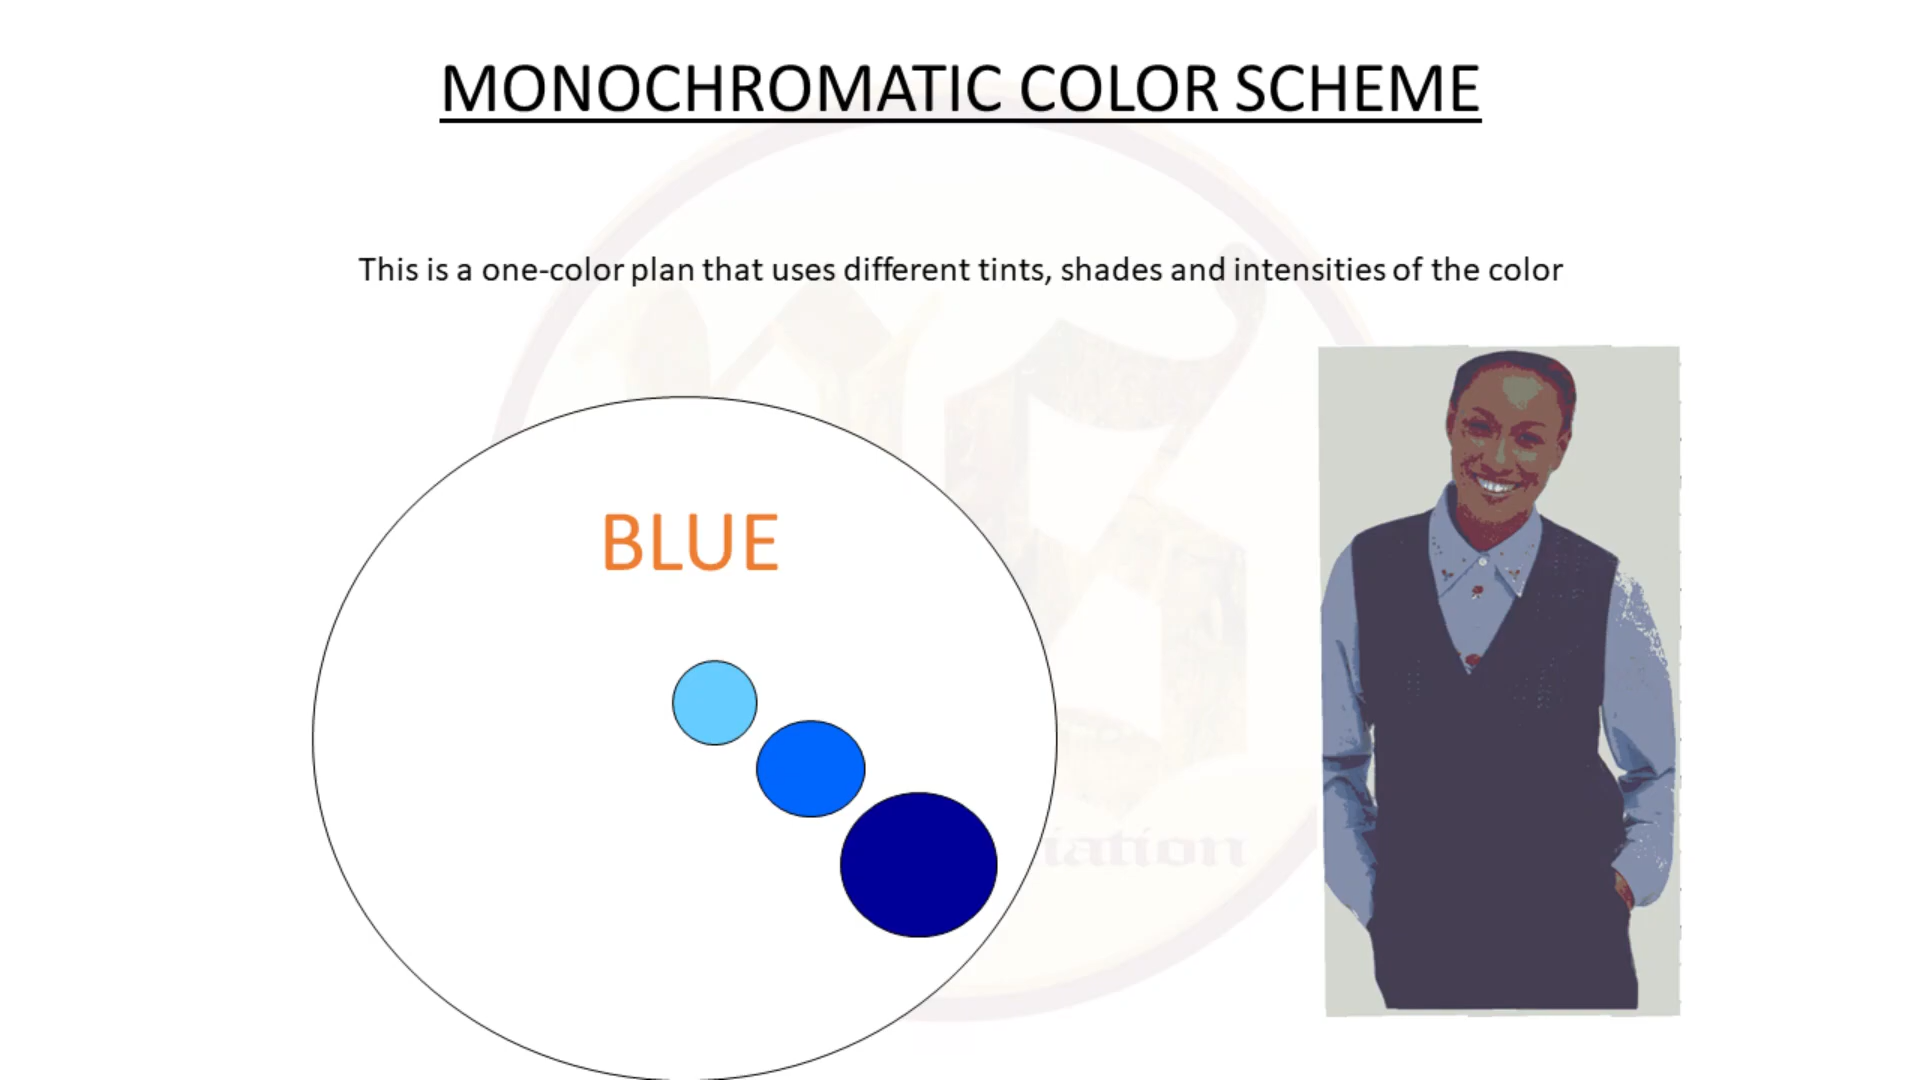 MONOCHROMATIC COLOR SCHEME
This is a one-color plan that uses different tints, shades and intensities of the color
BLUE